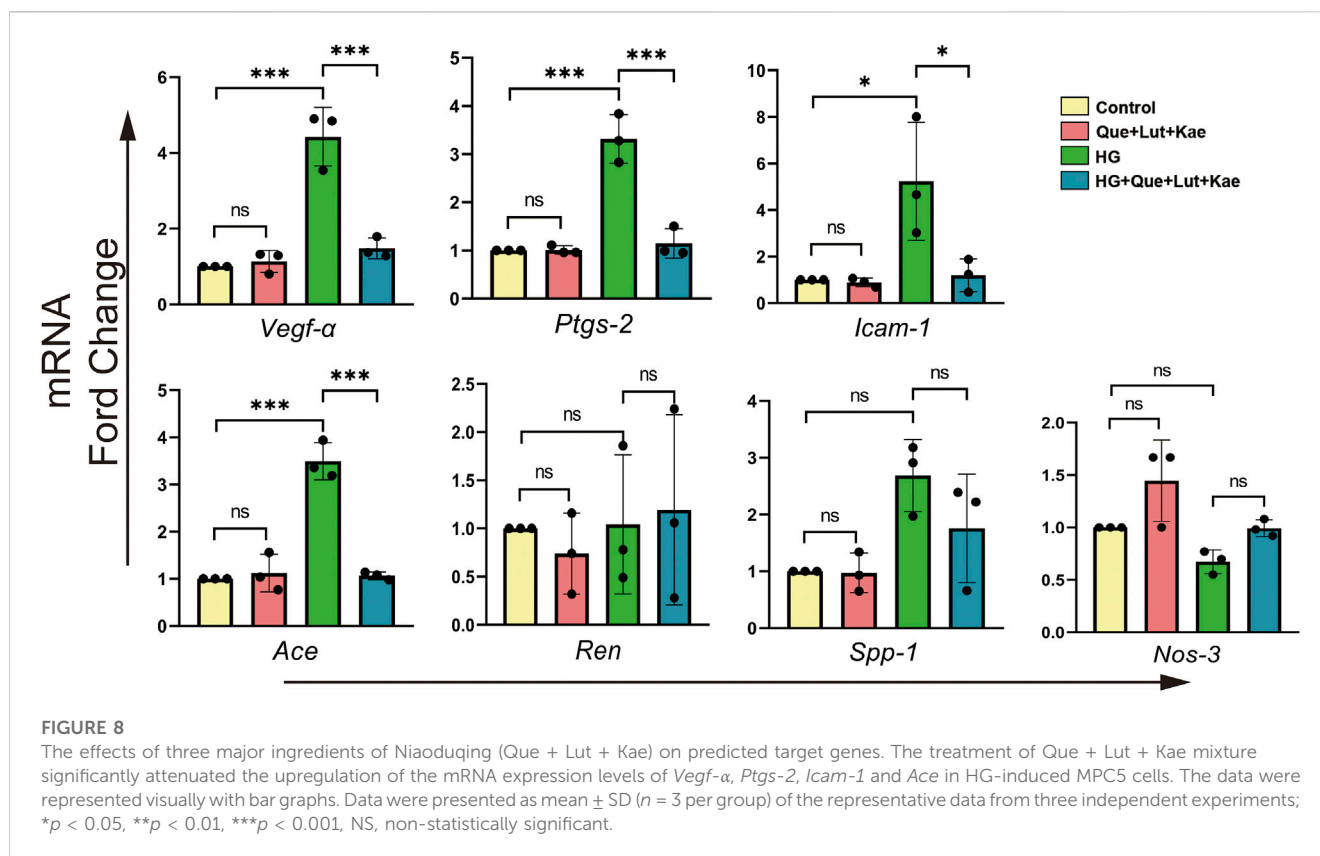 mRNA
Ford Change
***
***
ns
6
4
2
0
Vegf-α
***
***
ns
5
4
3
2
1
0
Ptgs-2
*
*
ns
10
8
6
4
2
0
Icam-1
Control
Que+Lut+Kae
HG
HG+Que+Lut+Kae
***
***
ns
5
4
3
2
1
0
Ace
ns
ns
ns
2.5
2.0
1.5
1.0
0.5
0.0
Ren
ns
ns
ns
4
3
2
1
0
Spp-1
ns
ns
ns
2.0
1.5
1.0
0.5
0.0
Nos-3
FIGURE 8
The effects of three major ingredients of Niaoduqing (Que + Lut + Kae) on predicted target genes. The treatment of Que + Lut + Kae mixture
significantly attenuated the upregulation of the mRNA expression levels of Vegf-α, Ptgs-2, Icam-1 and Ace in HG-induced MPC5 cells. The data were
represented visually with bar graphs. Data were presented as mean ± SD (n = 3 per group) of the representative data from three independent experiments;
*p < 0.05, **p < 0.01, ***p < 0.001, NS, non-statistically significant.